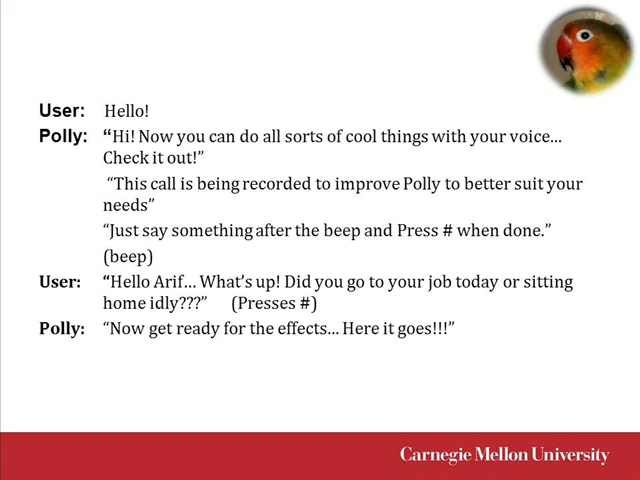 User: Hello!
Polly: “Hi! Now you can do all sorts of cool things with your voice…
Check it out!”
“This call is being recorded to improve Polly to better suit your
needs”
“Just say something after the beep and Press # when done.”
(beep)
User: “Hello Arif… What’s up! Did you go to your job today or sitting
home idly???” (Presses #)
Polly: “Now get ready for the effects… Here it goes!!!”
Carnegie Mellon University